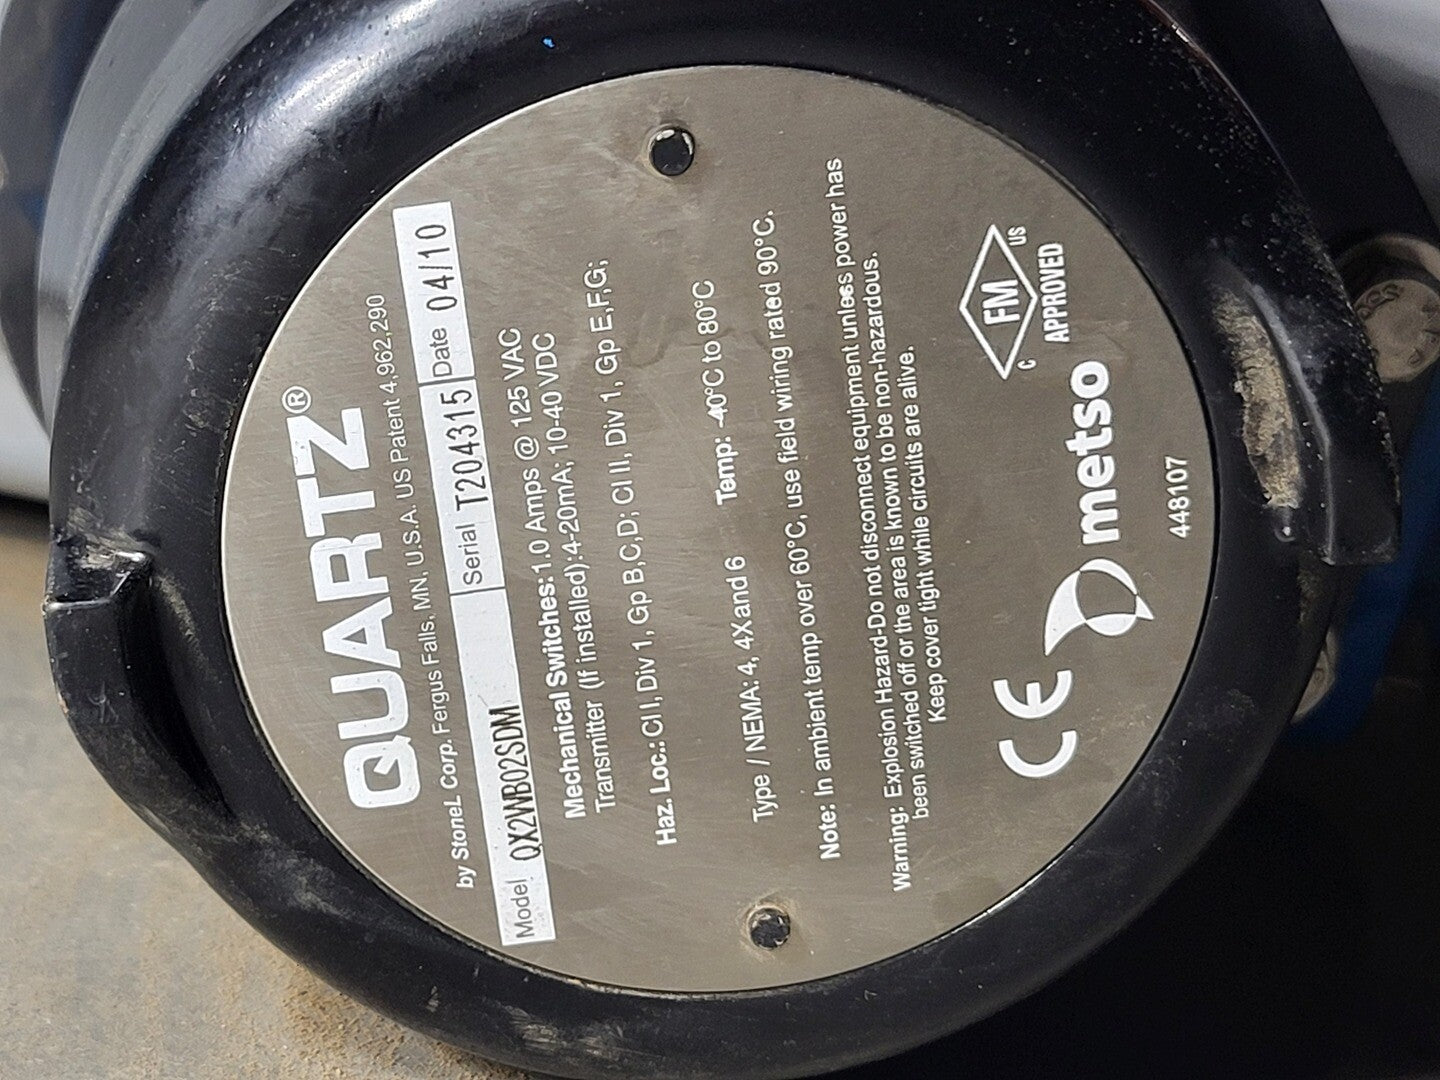 QUARTZ®
by StoneL Corp. Fergus Falls, MN, U.S.A. US Patent 4,962,290
Model QX2WB02SDM Serial T204315 Date 04/10
Mechanical Switches:1.0 Amps @ 125 VAC
Transmitter (If installed):4-20mA; 10-40 VDC
Haz. Loc.: Cl I, Div 1, Gp B,C,D; Cl II, Div 1, Gp E,F,G;
Type / NEMA: 4, 4X and 6 Temp: -40°C to 80°C
Note: In ambient temp over 60°C, use field wiring rated 90°C.
Warning: Explosion Hazard-Do not disconnect equipment unless power has
been switched off or the area is known to be non-hazardous.
Keep cover tight while circuits are alive.
CE
C FM US
APPROVED
metso
448107